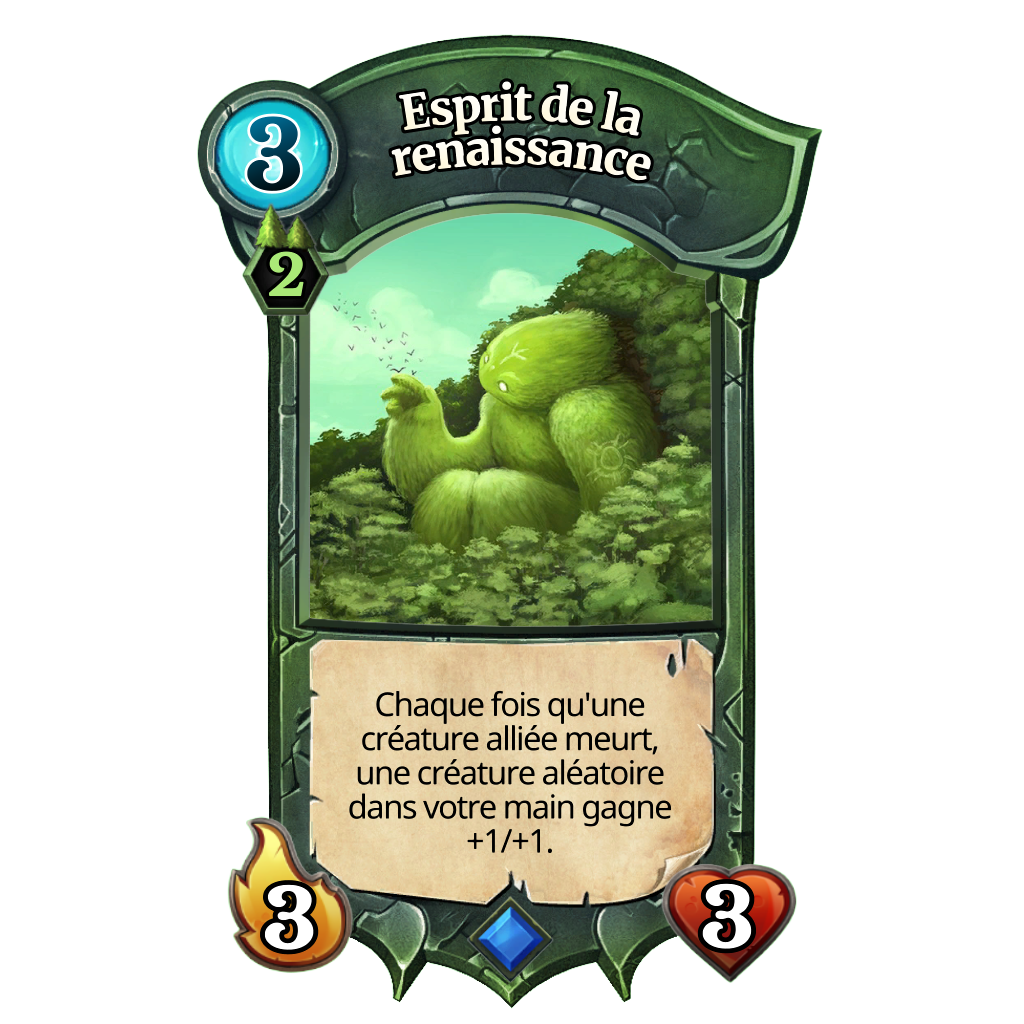 3
Esprit de la
renaissance
2
Chaque fois qu'une
créature alliée meurt,
une créature aléatoire
dans votre main gagne
+1/+1.
3
3